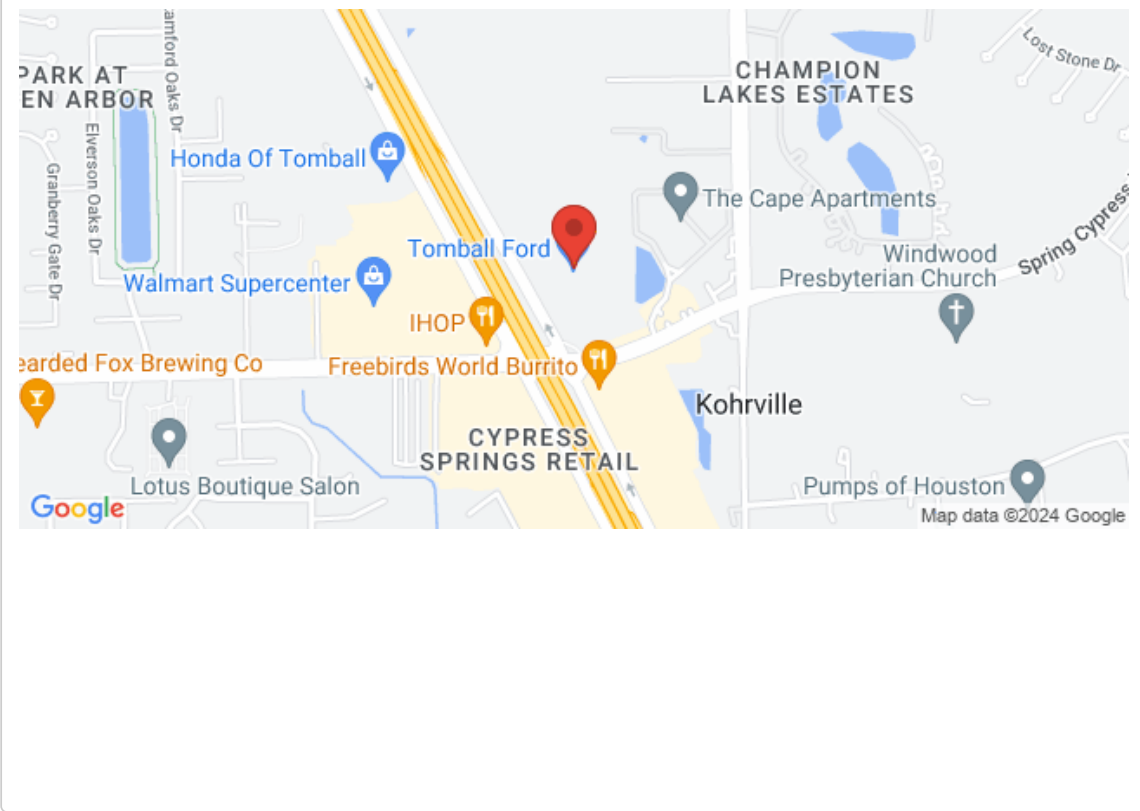 PARK AT
EN ARBOR
amford Oaks Dr
Elverson Oaks Dr
Granberry Gate Dr
Honda Of Tomball
CHAMPION
LAKES ESTATES
Lost Stone Dr
The Cape Apartments
Tomball Ford
Walmart Supercenter
Windwood
Presbyterian Church
Spring Cypress
IHOP
earded Fox Brewing Co
Freebirds World Burrito
Kohrville
CYPRESS
SPRINGS RETAIL
Lotus Boutique Salon
Pumps of Houston
Google
Map data ©2024 Google